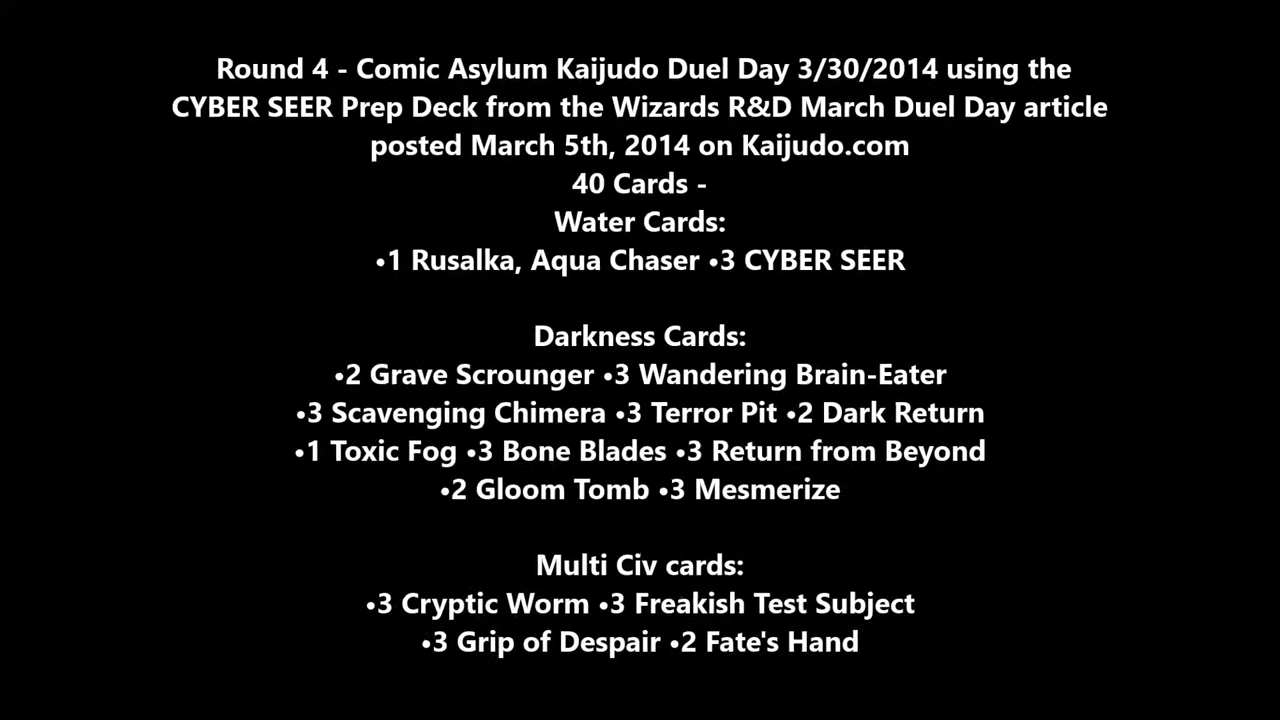 Round 4 - Comic Asylum Kaijudo Duel Day 3/30/2014 using the
CYBER SEER Prep Deck from the Wizards R&D March Duel Day article
posted March 5th, 2014 on Kaijudo.com
40 Cards -
Water Cards:
•1 Rusalka, Aqua Chaser •3 CYBER SEER
Darkness Cards:
•2 Grave Scrounger •3 Wandering Brain-Eater
•3 Scavenging Chimera •3 Terror Pit •2 Dark Return
•1 Toxic Fog •3 Bone Blades •3 Return from Beyond
•2 Gloom Tomb •3 Mesmerize
Multi Civ cards:
•3 Cryptic Worm •3 Freakish Test Subject
•3 Grip of Despair •2 Fate's Hand